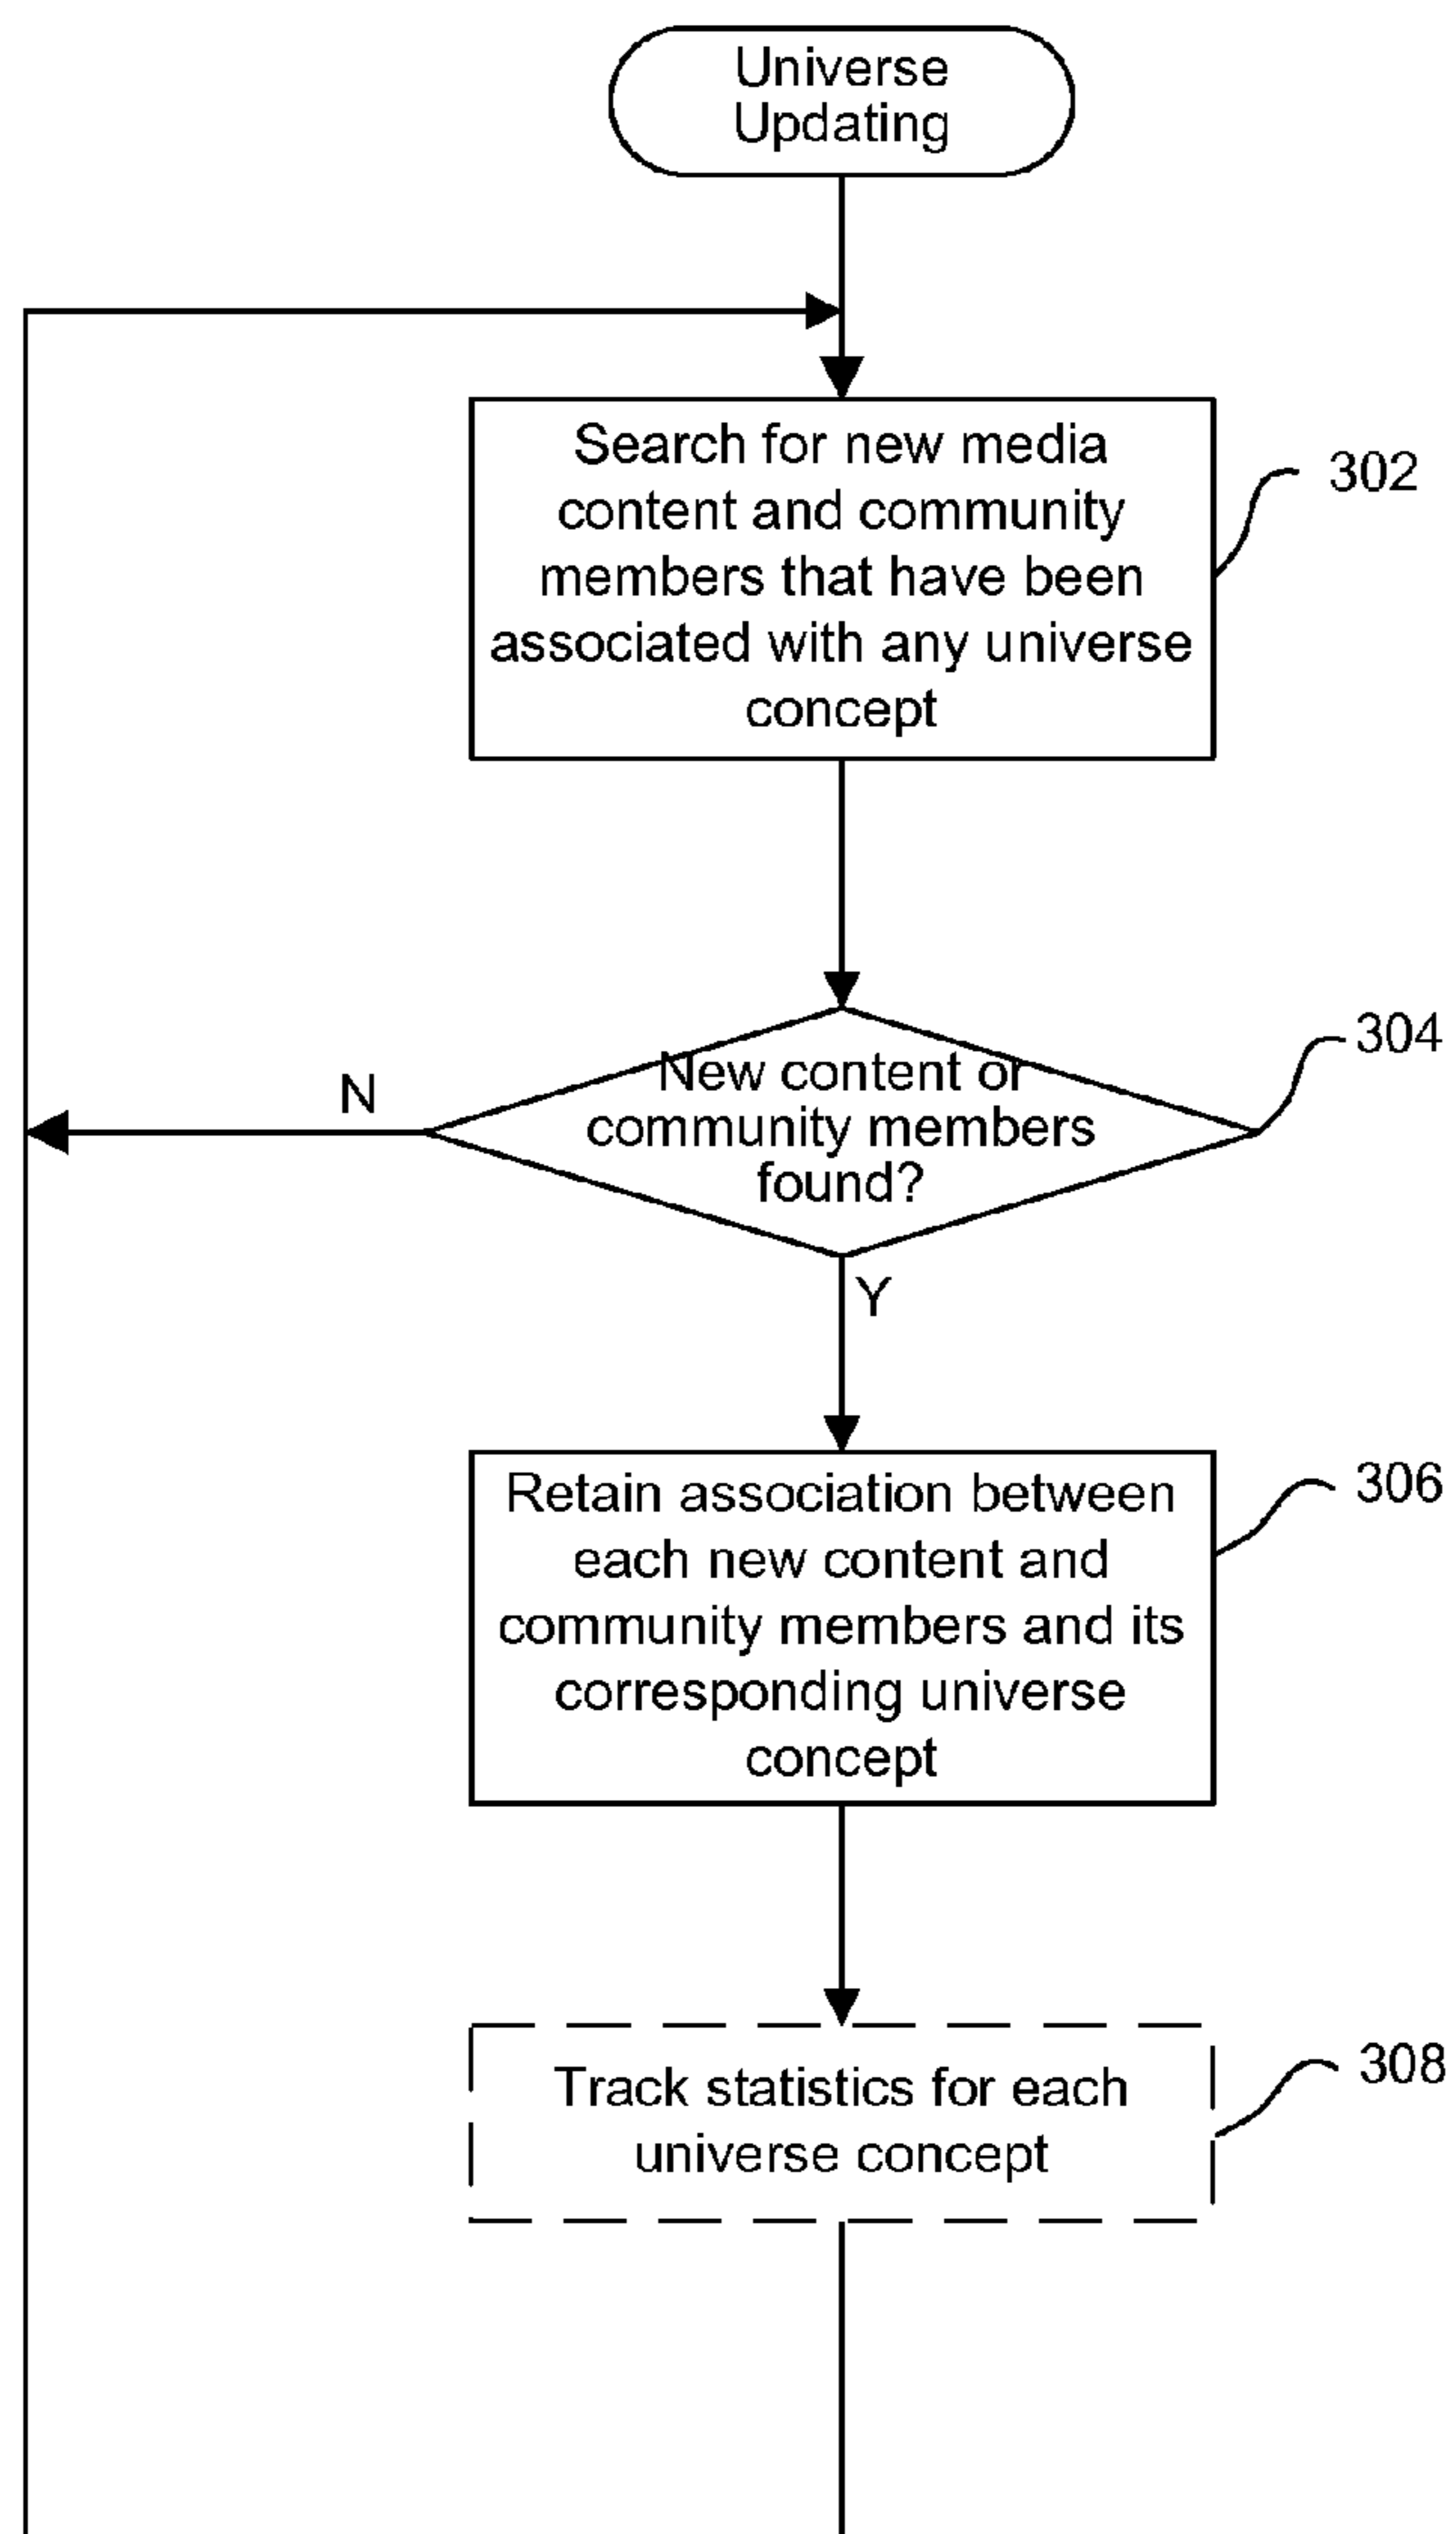 Universe
Updating
Search for new media
content and community
members that have been
associated with any universe
concept
302
New content or
community members
found?
304
N
Y
Retain association between
each new content and
community members and its
corresponding universe
concept
306
Track statistics for each
universe concept
308